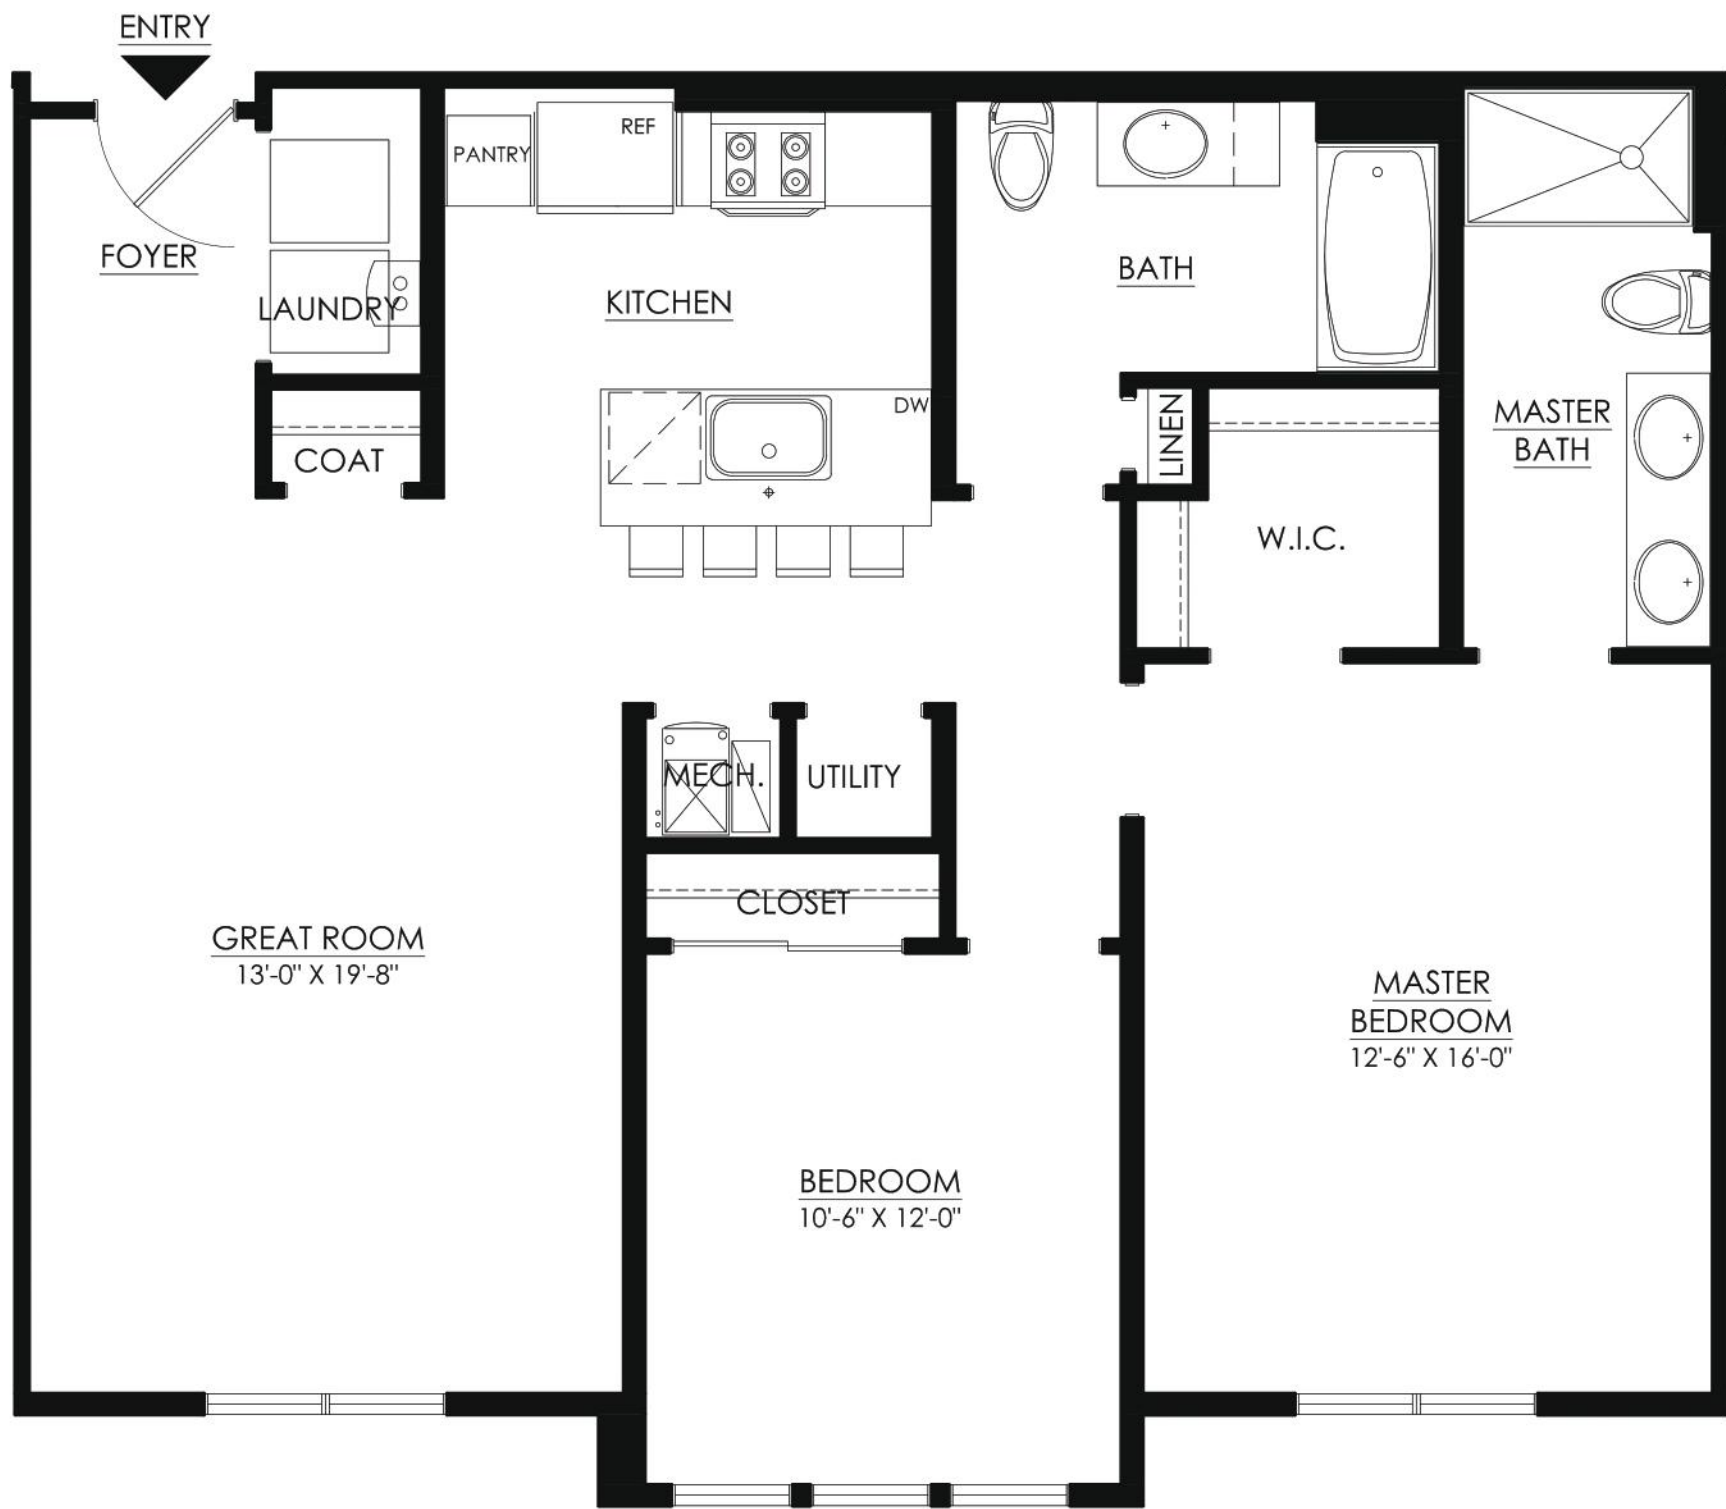 ENTRY
REF
PANTRY
FOYER
LAUNDRY
KITCHEN
BATH
DW
COAT
LINEN
MASTER
BATH
W.I.C.
MECH.
UTILITY
CLOSET
GREAT ROOM
13'-0" X 19'-8"
MASTER
BEDROOM
12'-6" X 16'-0"
BEDROOM
10'-6" X 12'-0"